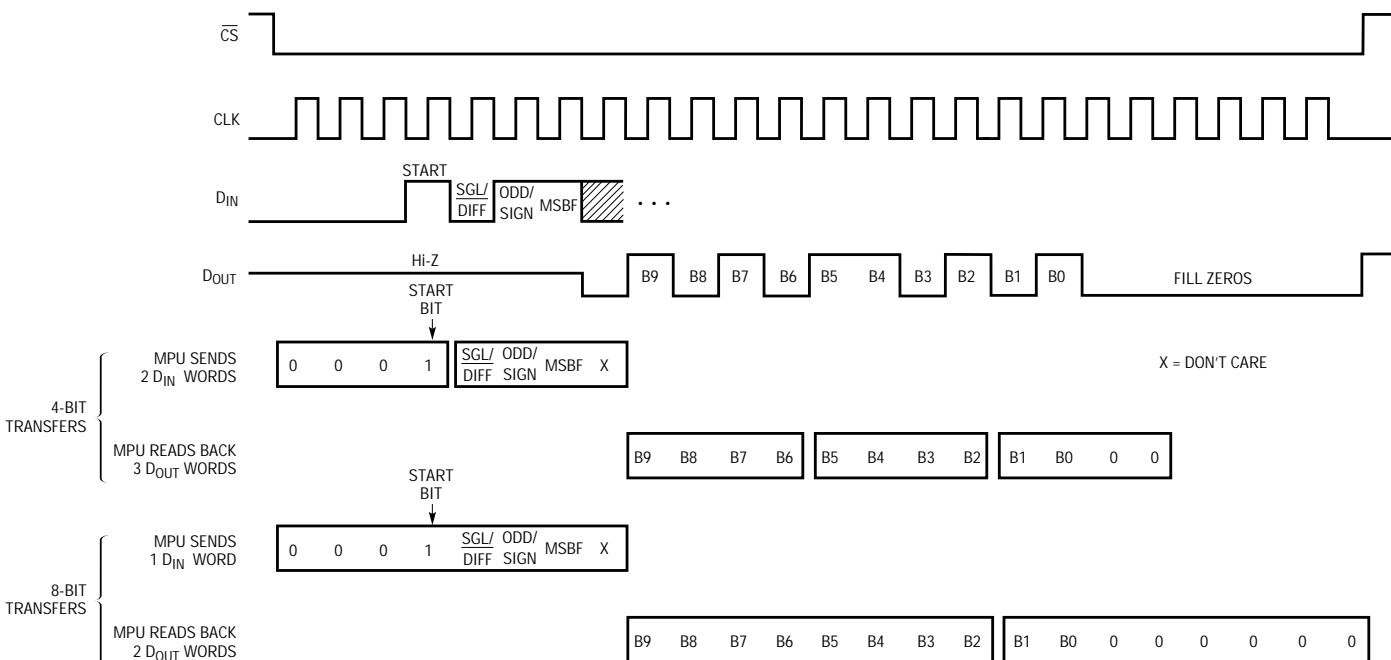 CS
CLK
START
DIN SGL/ ODD/ MSBF . . .
DIFF SIGN
Hi-Z
DOUT B9 B8 B7 B6 B5 B4 B3 B2 B1 B0 FILL ZEROS
START
BIT
MPU SENDS
2 DIN WORDS
0 0 0 1 SGL/ ODD/ MSBF X
DIFF SIGN
X = DON'T CARE
4-BIT
TRANSFERS
MPU READS BACK
3 DOUT WORDS
B9 B8 B7 B6 B5 B4 B3 B2 B1 B0 0 0
START
BIT
MPU SENDS
1 DIN WORD
0 0 0 1 SGL/ ODD/ MSBF X
DIFF SIGN
8-BIT
TRANSFERS
MPU READS BACK
2 DOUT WORDS
B9 B8 B7 B6 B5 B4 B3 B2 B1 B0 0 0 0 0 0 0